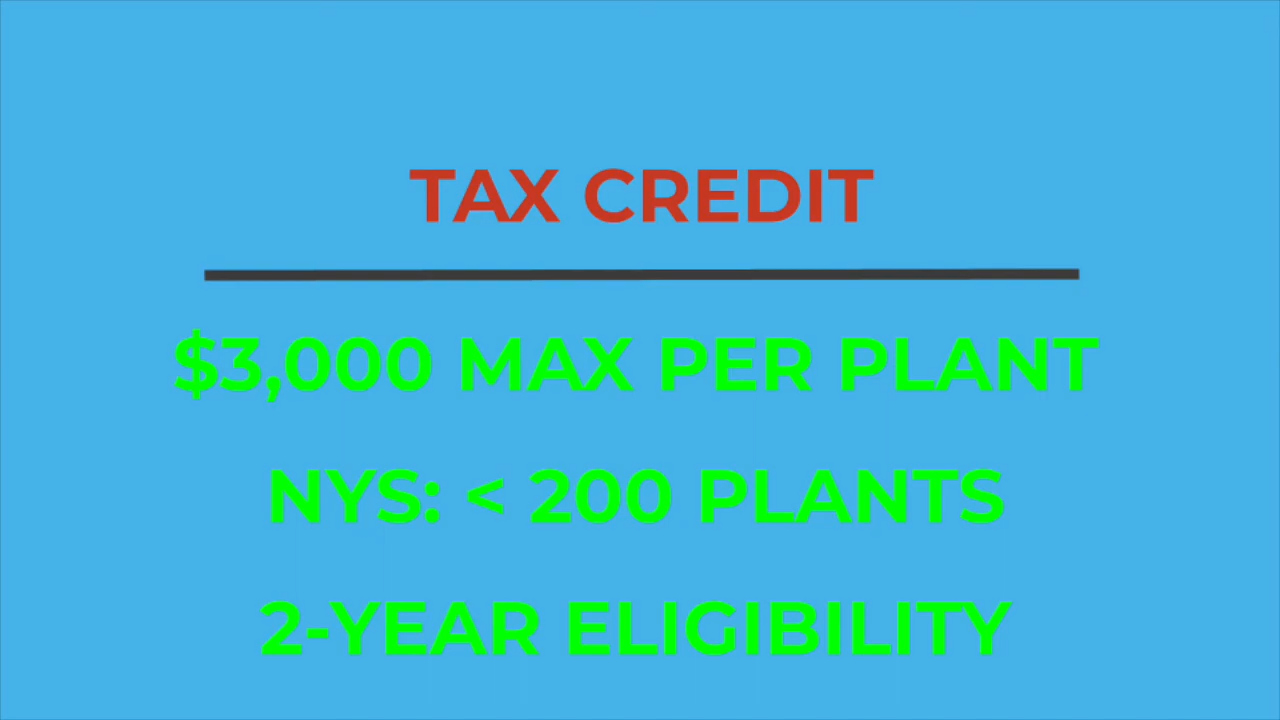 TAX CREDIT
$3,000 MAX PER PLANT
NYS: < 200 PLANTS
2-YEAR ELIGIBILITY